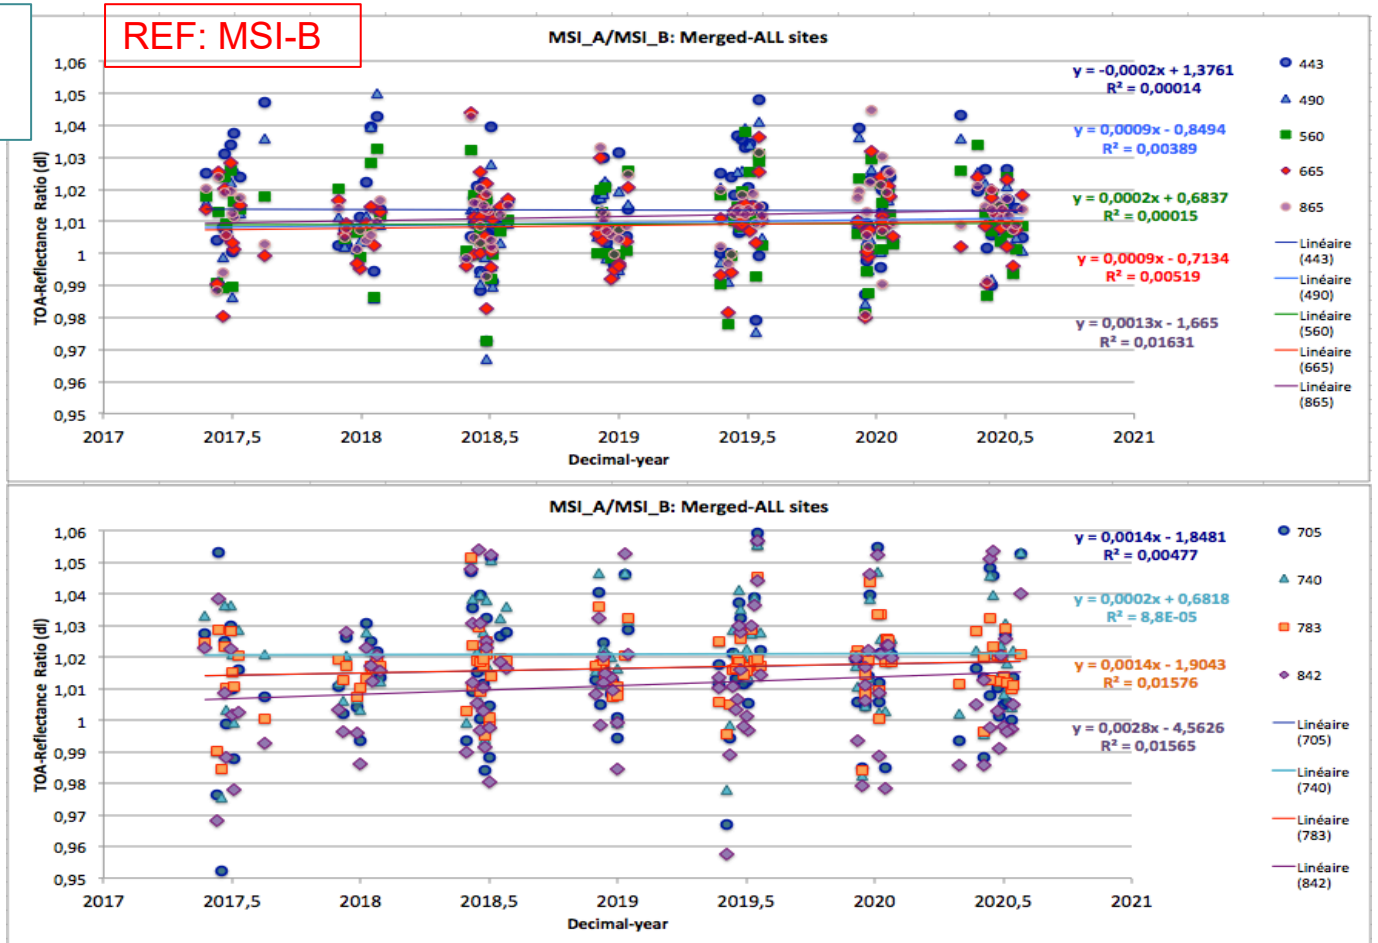 REF: MSI-B
MSI_A/MSI_B: Merged-ALL sites
TOA-Reflectance Ratio (dl)
1,06
1,05
1,04
1,03
1,02
1,01
1
0,99
0,98
0,97
0,96
0,95
2017
2017,5
2018
2018,5
2019
2019,5
2020
2020,5
2021
Decimal-year
y = -0,0002x + 1,3761
R² = 0,00014
y = 0,0009x - 0,8494
R² = 0,00389
y = 0,0002x + 0,6837
R² = 0,00015
y = 0,0009x - 0,7134
R² = 0,00519
y = 0,0013x - 1,665
R² = 0,01631
443
490
560
665
865
Linéaire
(443)
Linéaire
(490)
Linéaire
(560)
Linéaire
(665)
Linéaire
(865)
MSI_A/MSI_B: Merged-ALL sites
TOA-Reflectance Ratio (dl)
1,06
1,05
1,04
1,03
1,02
1,01
1
0,99
0,98
0,97
0,96
0,95
2017
2017,5
2018
2018,5
2019
2019,5
2020
2020,5
2021
Decimal-year
y = 0,0014x - 1,8481
R² = 0,00477
y = 0,0002x + 0,6818
R² = 8,8E-05
y = 0,0014x - 1,9043
R² = 0,01576
y = 0,0028x - 4,5626
R² = 0,01565
705
740
783
842
Linéaire
(705)
Linéaire
(740)
Linéaire
(783)
Linéaire
(842)